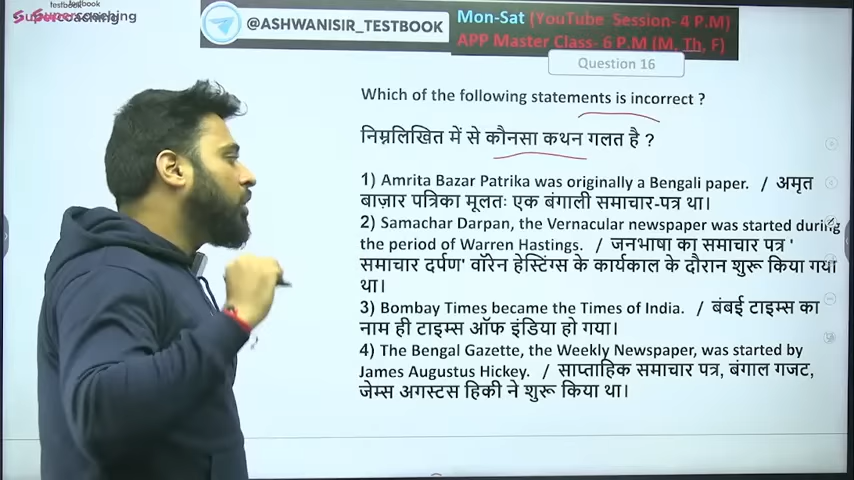 testbook testbook
Supercoaching
@ASHWANISIR_TESTBOOK
Mon-Sat (YouTube Session- 4 P.M)
APP Master Class- 6 P.M (M, Th, F)
Question 16
Which of the following statements is incorrect ?
निम्नलिखित में से कौनसा कथन गलत है ?
1) Amrita Bazar Patrika was originally a Bengali paper. / अमृत
बाज़ार पत्रिका मूलतः एक बंगाली समाचार-पत्र था।
2) Samachar Darpan, the Vernacular newspaper was started during
the period of Warren Hastings. / जनभाषा का समाचार पत्र '
समाचार दर्पण' वॉरेन हेस्टिंग्स के कार्यकाल के दौरान शुरू किया गया
था।
3) Bombay Times became the Times of India. / बंबई टाइम्स का
नाम ही टाइम्स ऑफ इंडिया हो गया।
4) The Bengal Gazette, the Weekly Newspaper, was started by
James Augustus Hickey. / साप्ताहिक समाचार पत्र, बंगाल गजट,
जेम्स अगस्टस हिकी ने शुरू किया था।